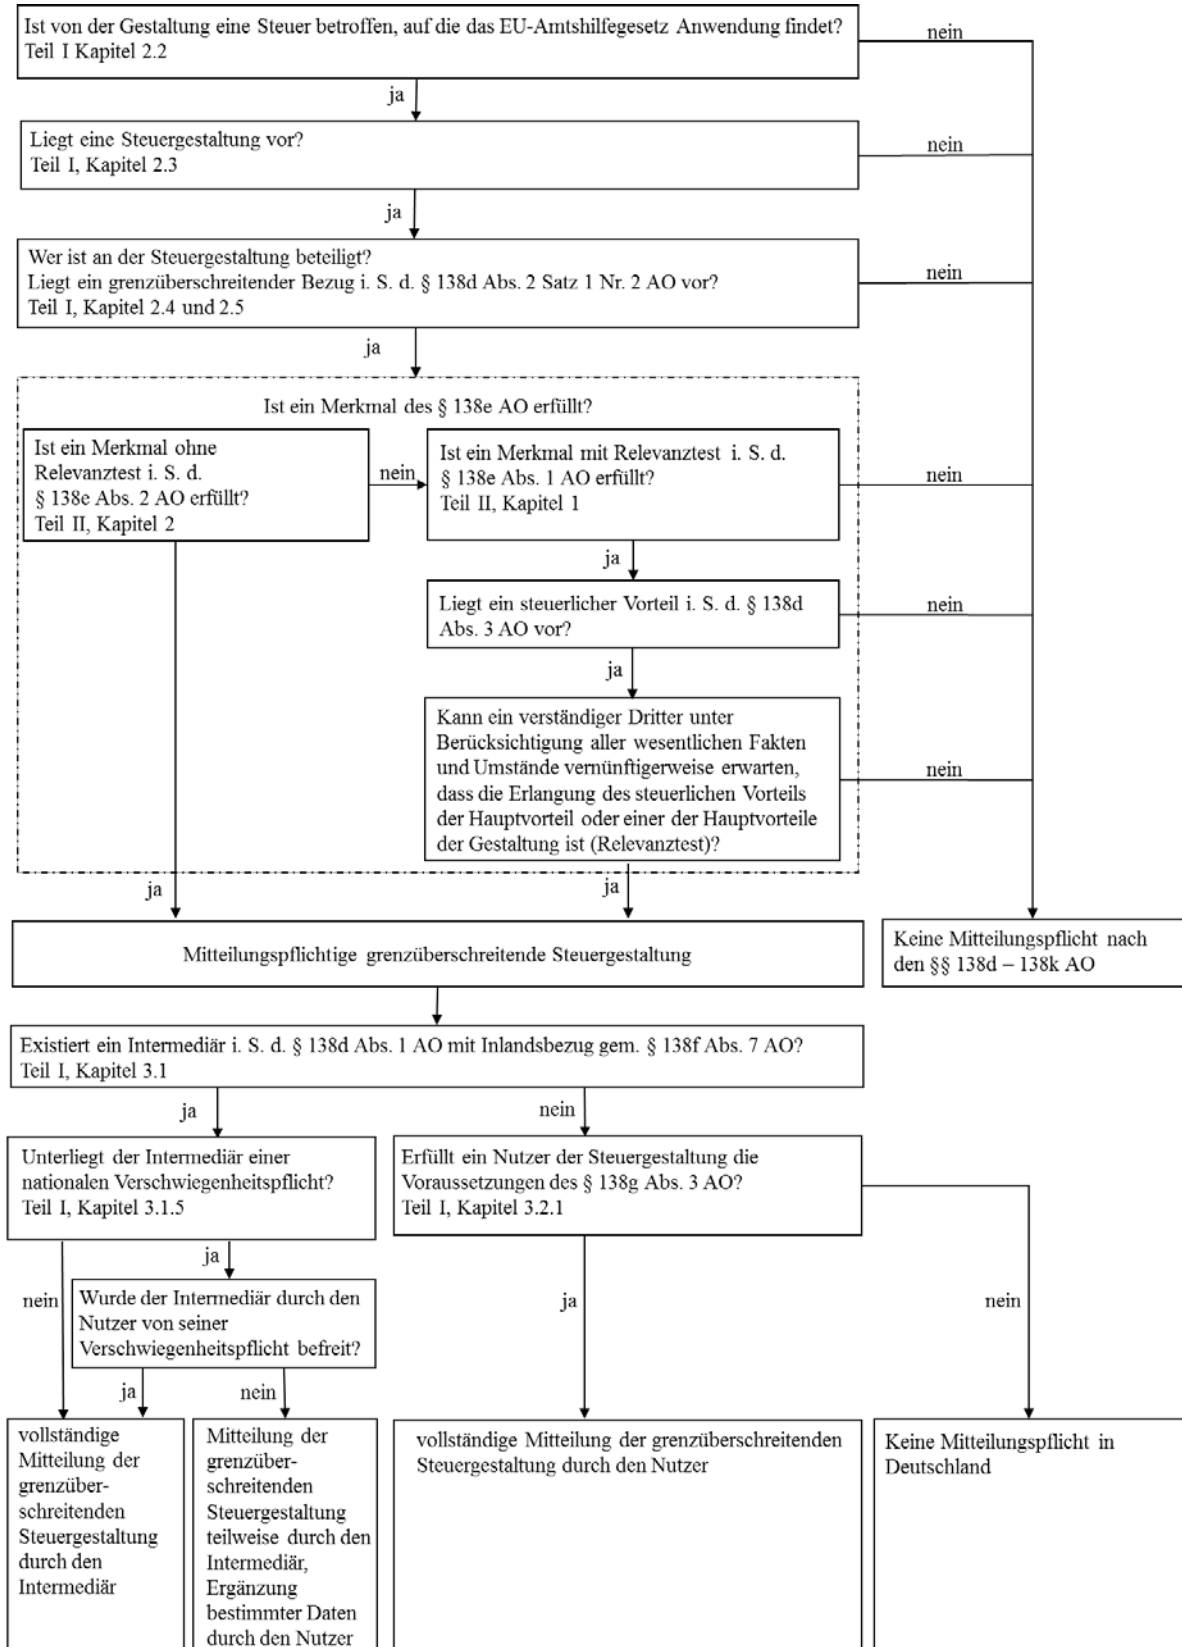 Ist von der Gestaltung eine Steuer betroffen, auf die das EU-Amtshilfegesetz Anwendung findet?
Teil I Kapitel 2.2
nein
ja
Liegt eine Steuergestaltung vor?
Teil I, Kapitel 2.3
nein
ja
Wer ist an der Steuergestaltung beteiligt?
Liegt ein grenzüberschreitender Bezug i. S. d. § 138d Abs. 2 Satz 1 Nr. 2 AO vor?
Teil I, Kapitel 2.4 und 2.5
nein
ja
Ist ein Merkmal des § 138e AO erfüllt?
Ist ein Merkmal ohne
Relevanztest i. S. d.
§ 138e Abs. 2 AO erfüllt?
Teil II, Kapitel 2
nein
Ist ein Merkmal mit Relevanztest i. S. d.
§ 138e Abs. 1 AO erfüllt?
Teil II, Kapitel 1
nein
ja
Liegt ein steuerlicher Vorteil i. S. d. § 138d
Abs. 3 AO vor?
nein
ja
Kann ein verständiger Dritter unter
Berücksichtigung aller wesentlichen Fakten
und Umstände vernünftigerweise erwarten,
dass die Erlangung des steuerlichen Vorteils
der Hauptvorteil oder einer der Hauptvorteile
der Gestaltung ist (Relevanztest)?
nein
ja
ja
Mitteilungspflichtige grenzüberschreitende Steuergestaltung
Keine Mitteilungspflicht nach
den §§ 138d – 138k AO
Existiert ein Intermediär i. S. d. § 138d Abs. 1 AO mit Inlandsbezug gem. § 138f Abs. 7 AO?
Teil I, Kapitel 3.1
ja
nein
Unterliegt der Intermediär einer
nationalen Verschwiegenheitspflicht?
Teil I, Kapitel 3.1.5
Erfüllt ein Nutzer der Steuergestaltung die
Voraussetzungen des § 138g Abs. 3 AO?
Teil I, Kapitel 3.2.1
ja
nein
Wurde der Intermediär durch den
Nutzer von seiner
Verschwiegenheitspflicht befreit?
ja
nein
ja
nein
vollständige
Mitteilung der
grenzüber-
schreitenden
Steuergestaltung
durch den
Intermediär
Mitteilung der
grenzüber-
schreitenden
Steuergestaltung
teilweise durch den
Intermediär,
Ergänzung
bestimmter Daten
durch den Nutzer
vollständige Mitteilung der grenzüberschreitenden
Steuergestaltung durch den Nutzer
Keine Mitteilungspflicht in
Deutschland